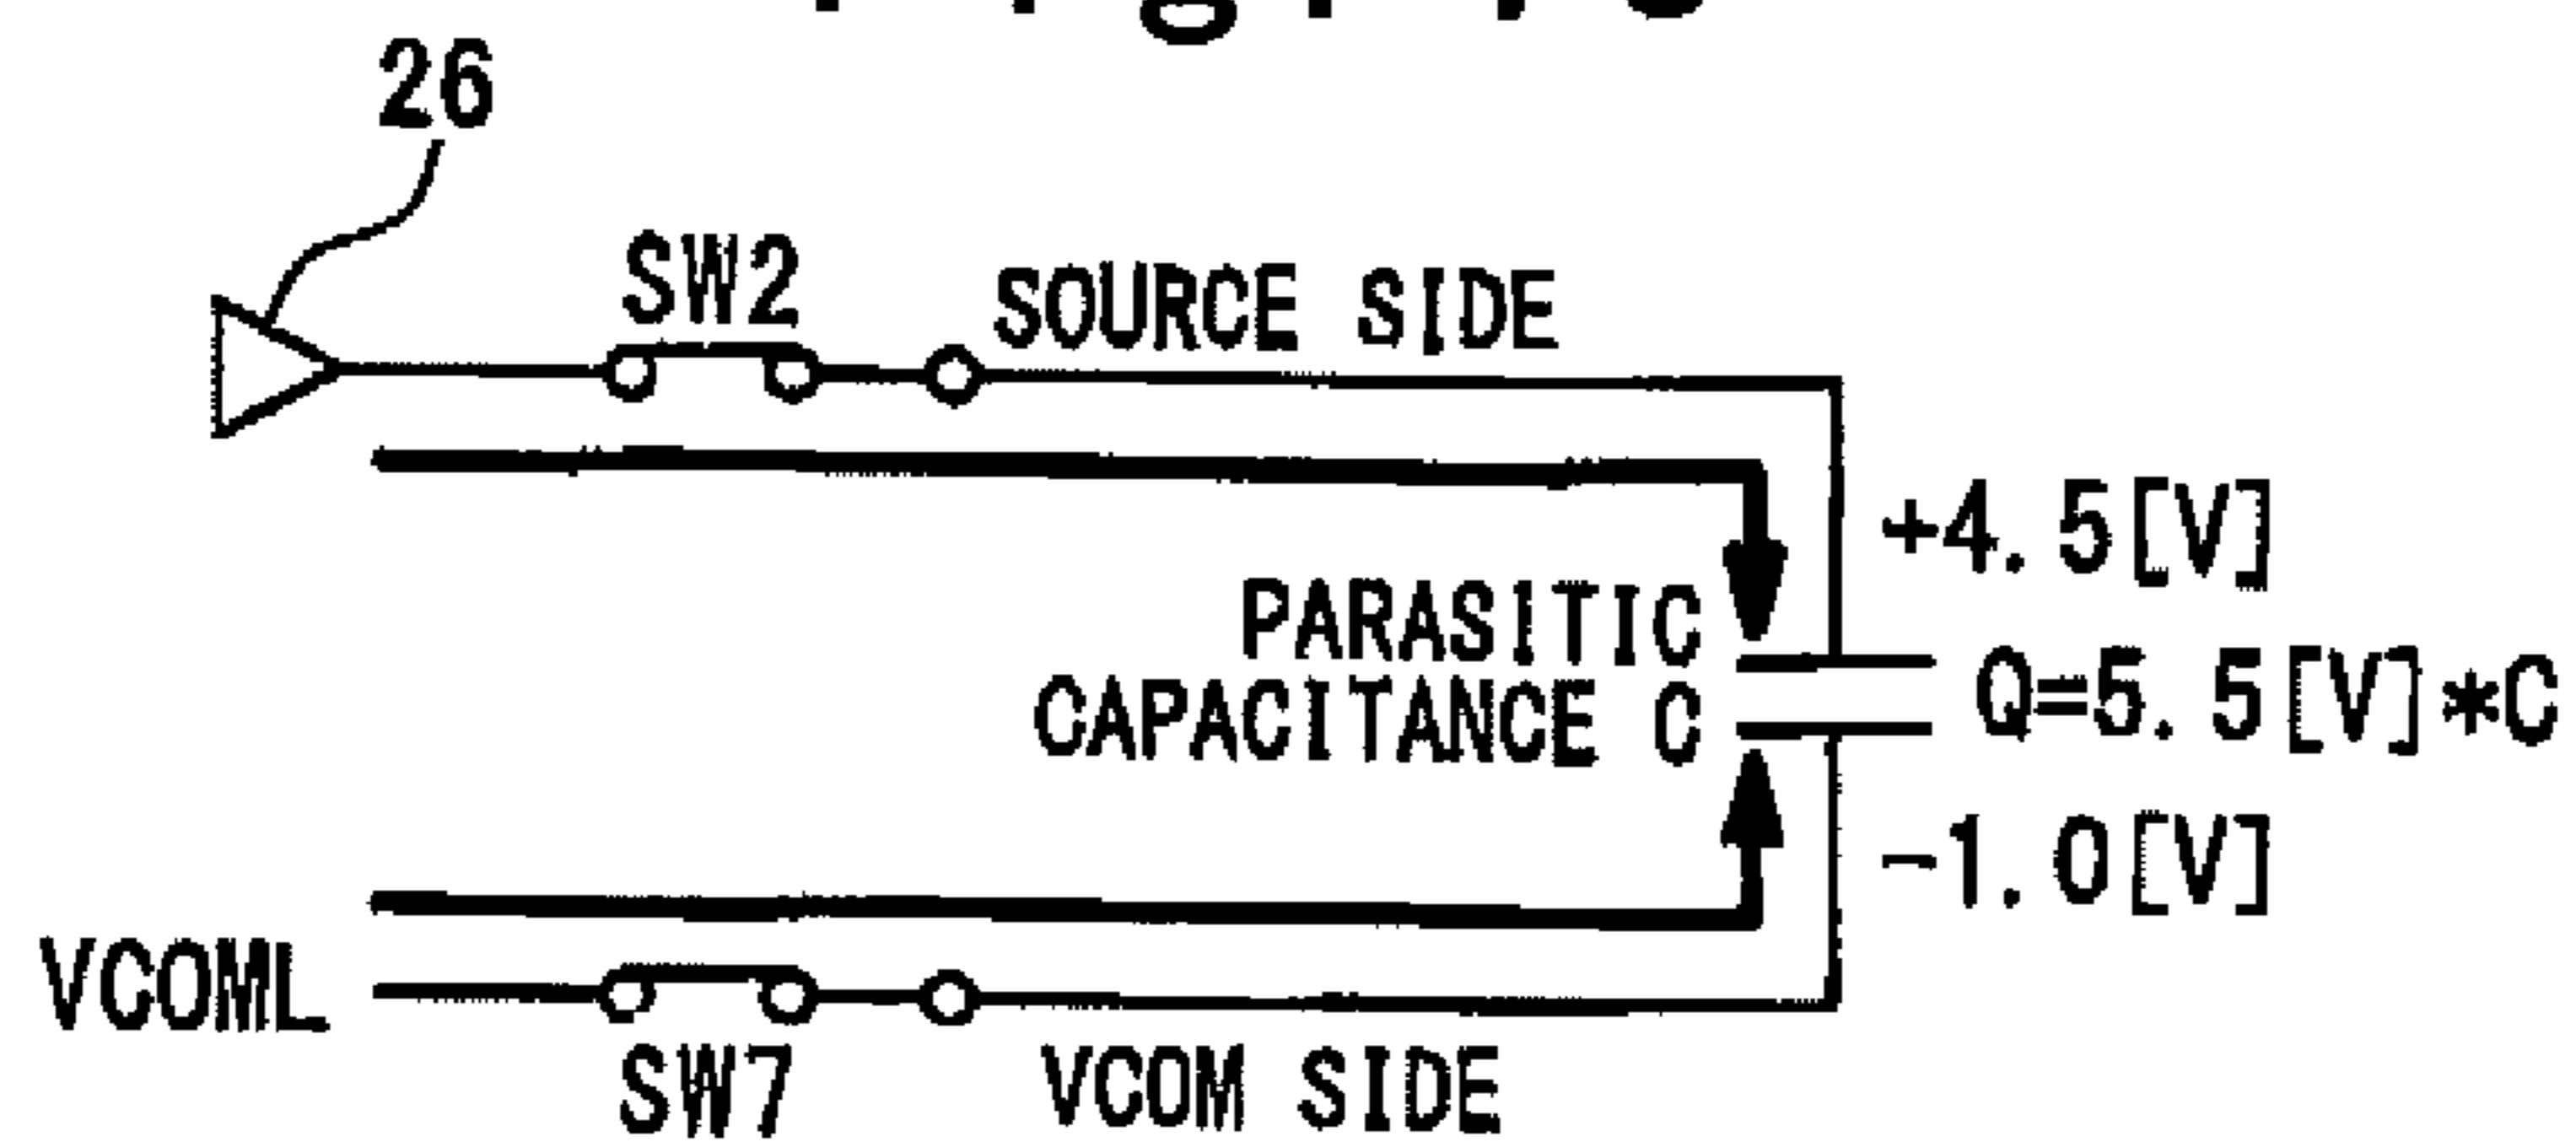 26
SW2
SOURCE SIDE
+4.5[V]
PARASITIC
CAPACITANCE C
Q=5.5[V]*C
-1.0[V]
VCOML
SW7
VCOM SIDE